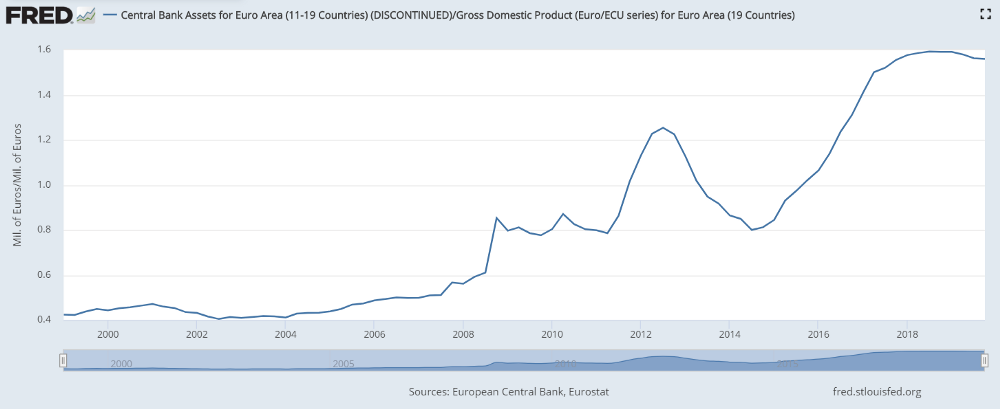 FRED
Central Bank Assets for Euro Area (11-19 Countries) (DISCONTINUED)/Gross Domestic Product (Euro/ECU series) for Euro Area (19 Countries)
Mil. of Euros/Mil. of Euros
1.6
1.4
1.2
1.0
0.8
0.6
0.4
2000 2002 2004 2006 2008 2010 2012 2014 2016 2018
2000 2005 2010 2015
Sources: European Central Bank, Eurostat
fred.stlouisfed.org